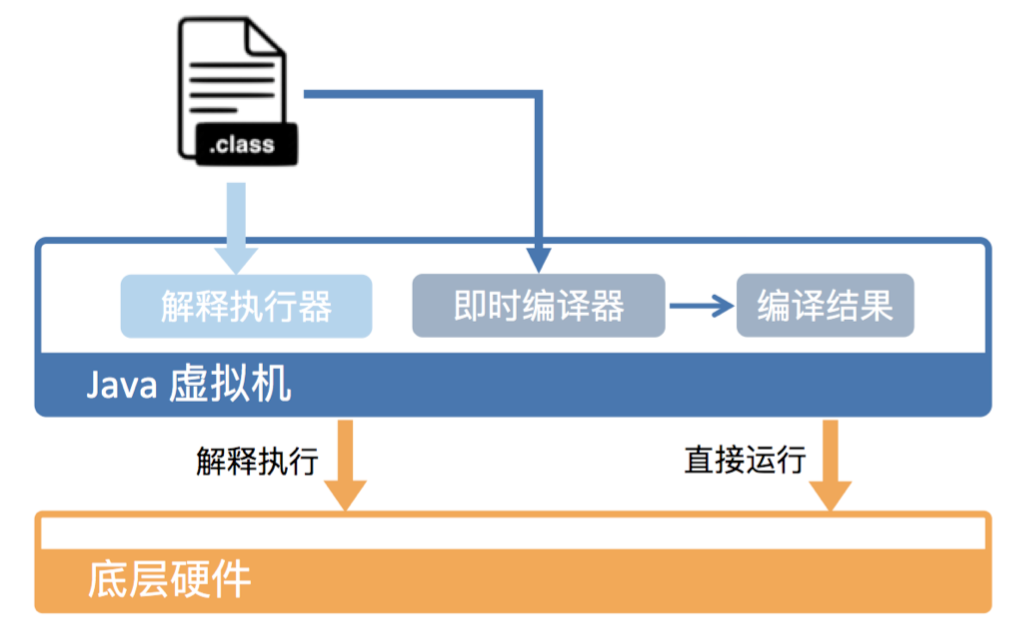 .class
解释执行器
即时编译器
编译结果
Java 虚拟机
解释执行
直接运行
底层硬件